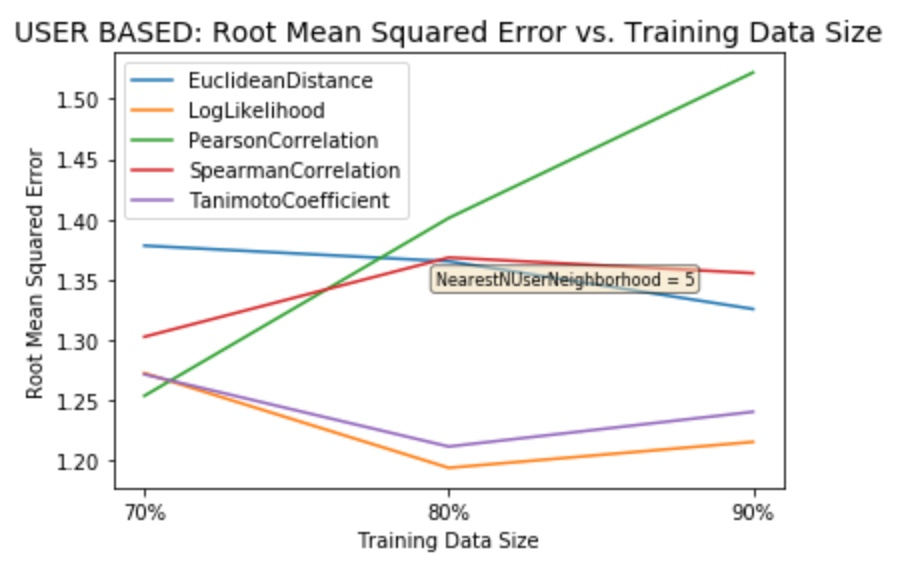 USER BASED: Root Mean Squared Error vs. Training Data Size
EuclideanDistance
LogLikelihood
PearsonCorrelation
SpearmanCorrelation
TanimotoCoefficient
NearestNUserNeighborhood = 5
Root Mean Squared Error
1.50
1.45
1.40
1.35
1.30
1.25
1.20
70%
80%
90%
Training Data Size